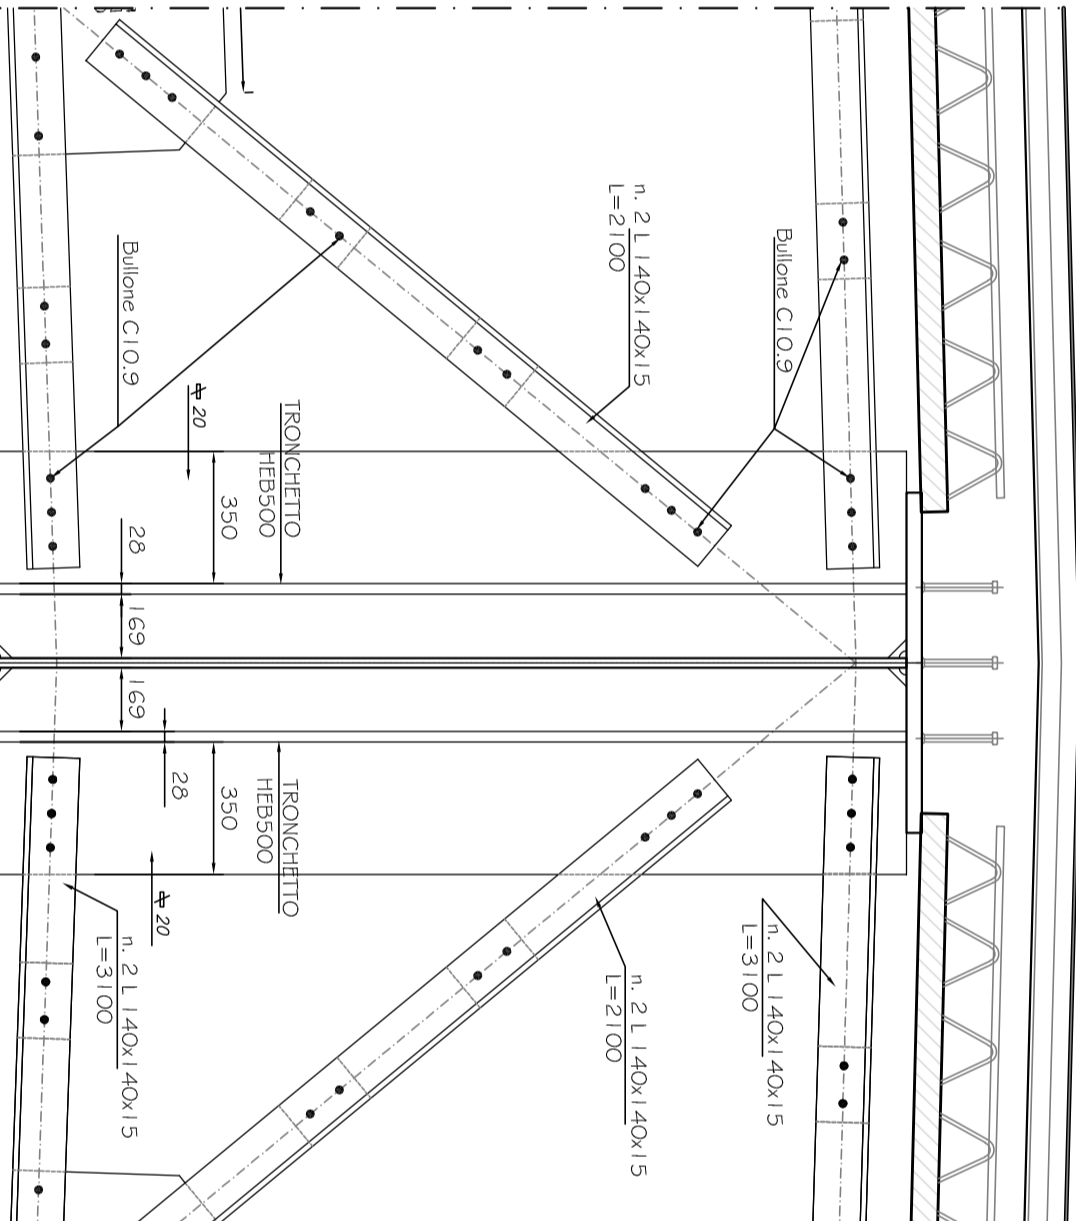 n. 2 L 140x140x15
L=2100
Bullone C10.9
Bullone C10.9
⌀ 20
TRONCHETTO
HEB500
350
28
169
169
28
350
TRONCHETTO
HEB500
⌀ 20
n. 2 L 140x140x15
L=3100
n. 2 L 140x140x15
L=2100
n. 2 L 140x140x15
L=3100